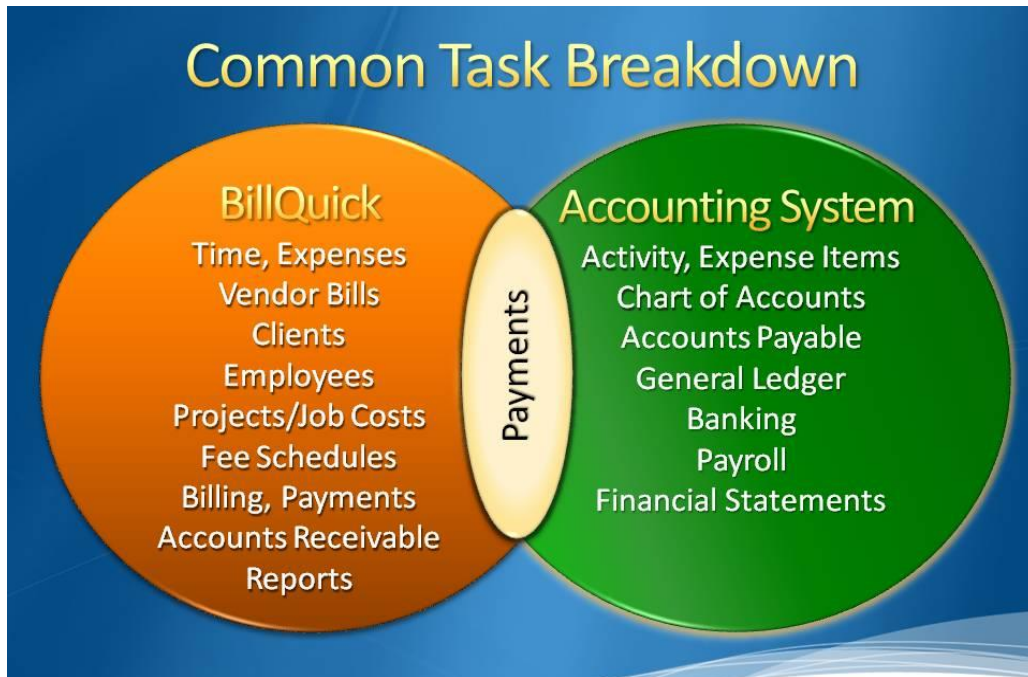 Common Task Breakdown
BillQuick
Time, Expenses
Vendor Bills
Clients
Employees
Projects/Job Costs
Fee Schedules
Billing, Payments
Accounts Receivable
Reports
Payments
Accounting System
Activity, Expense Items
Chart of Accounts
Accounts Payable
General Ledger
Banking
Payroll
Financial Statements